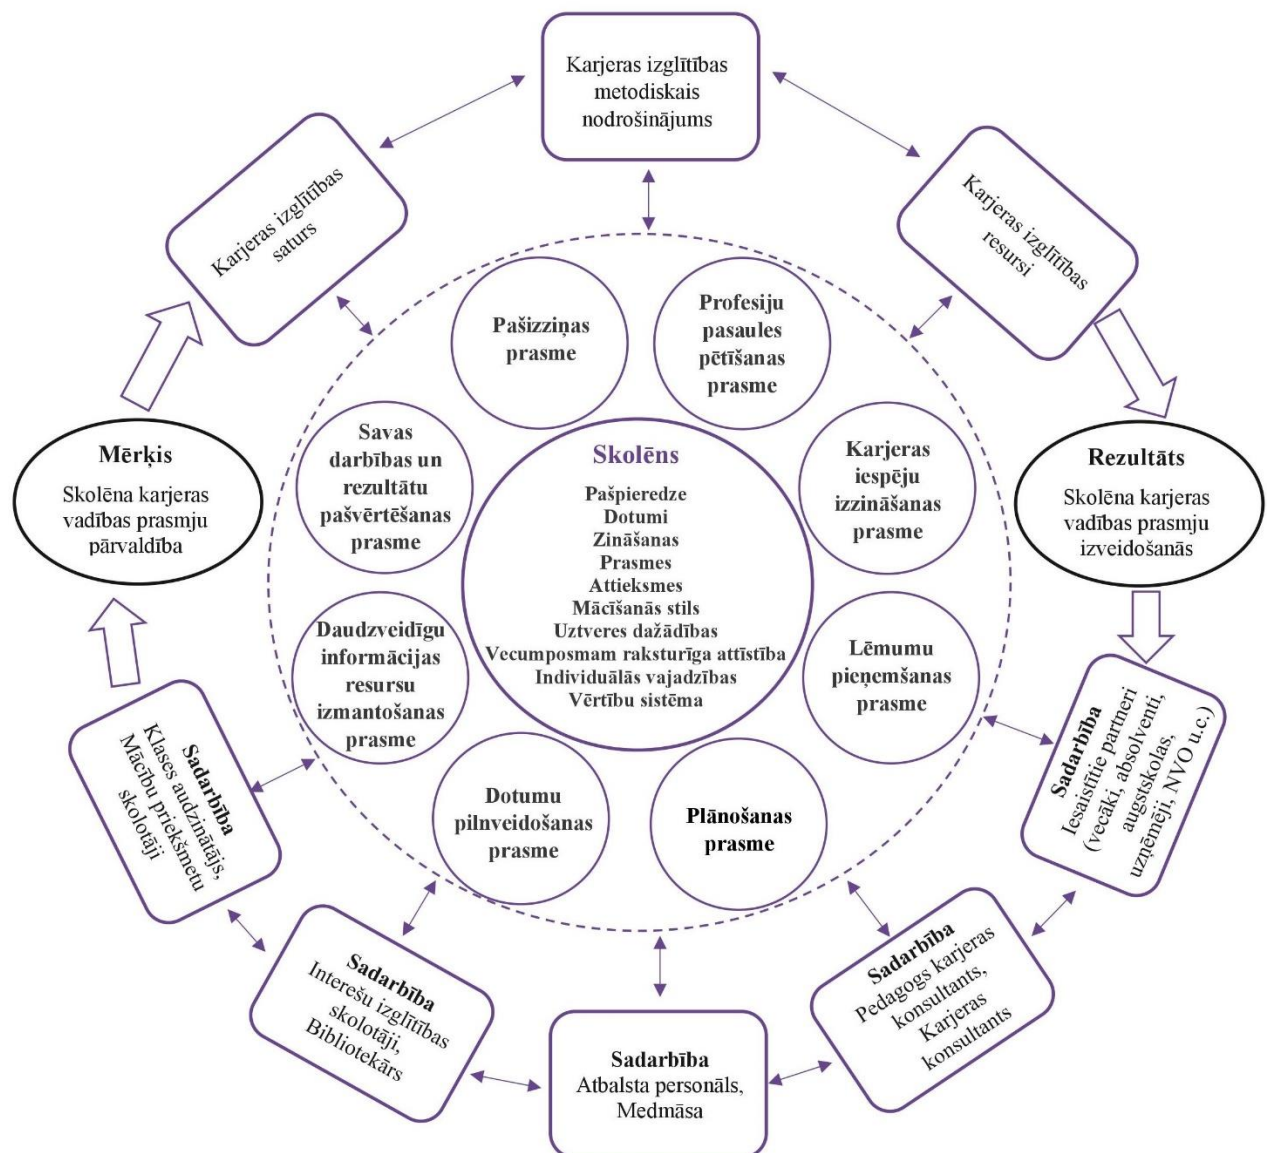 Karjeras izglītības
metodiskais
nodrošinājums
Karjeras izglītības
saturs
Karjeras izglītības
resursi
Pašizziņas
prasme
Profesiju
pasaules
pētīšanas
prasme
Mērķis
Skolēna karjeras
vadības prasmju
pārvaldība
Savas
darbības un
rezultātu
pašvērtēšanas
prasme
Skolēns
Pašpieredze
Dotumi
Zināšanas
Prasmes
Attieksmes
Mācīšanās stils
Uztveres dažādības
Vecumposmam raksturīga attīstība
Individuālās vajadzības
Vērtību sistēma
Karjeras
iespēju
izzināšanas
prasme
Rezultāts
Skolēna karjeras
vadības prasmju
izveidošanās
Daudzveidīgu
informācijas
resursu
izmantošanas
prasme
Lēmumu
pieņemšanas
prasme
Dotumu
pilnveidošanas
prasme
Plānošanas
prasme
Sadarbība
Klases audzinātājs,
Mācību priekšmetu
skolotāji
Sadarbība
Iesaistītie partneri
(vecāki, absolventi,
augstskolas,
uzņēmēji, NVO u.c.)
Sadarbība
Interešu izglītības
skolotāji,
Bibliotekārs
Sadarbība
Atbalsta personāls,
Medmāsa
Sadarbība
Pedagogs karjeras
konsultants,
Karjeras
konsultants